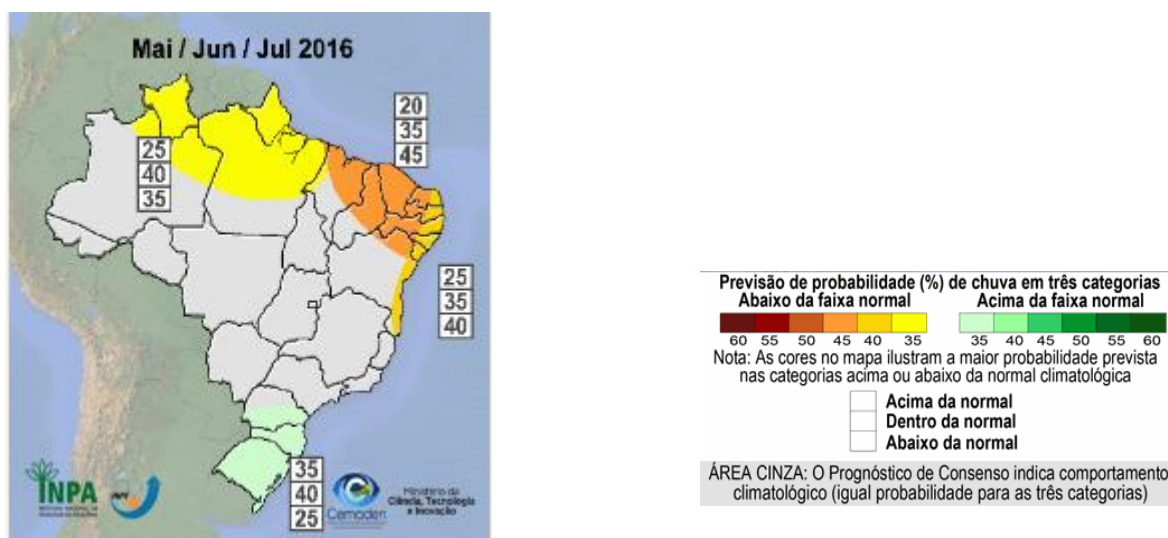 Mai / Jun / Jul 2016
20
35
45
25
40
35
25
35
40
35
40
25
INPA
Cemaden
Ministério da
Ciência, Tecnologia
e Inovação
Previsão de probabilidade (%) de chuva em três categorias
Abaixo da faixa normal Acima da faixa normal
60 55 50 45 40 35 35 40 45 50 55 60
Nota: As cores no mapa ilustram a maior probabilidade prevista
nas categorias acima ou abaixo da normal climatológica
Acima da normal
Dentro da normal
Abaixo da normal
ÁREA CINZA: O Prognóstico de Consenso indica comportamento
climatológico (igual probabilidade para as três categorias)